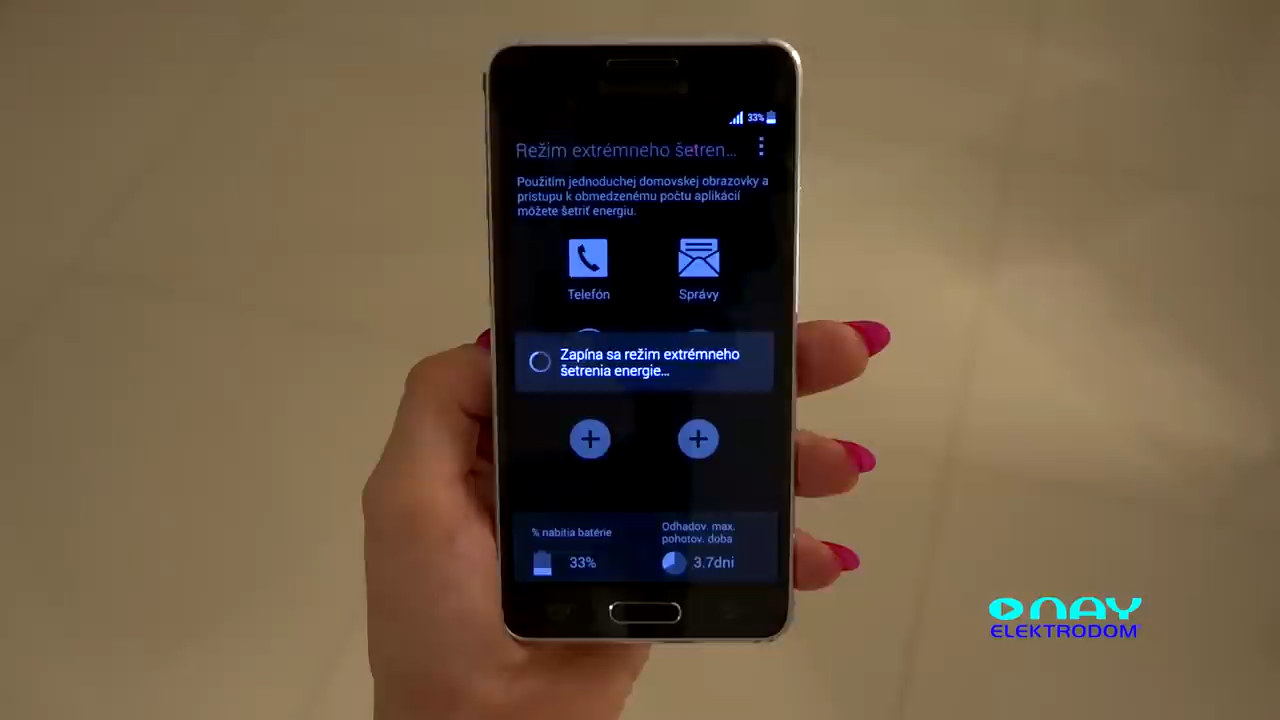 33%
Režim extrémneho šetren...
Použitím jednoduchej domovskej obrazovky a
prístupu k obmedzenému počtu aplikácií
môžete šetriť energiu.
Telefón
Správy
Zapína sa režim extrémneho
šetrenia energie...
% nabitia batérie
33%
Odhadov. max.
pohotov. doba
3.7dni
NAY
ELEKTRODOM